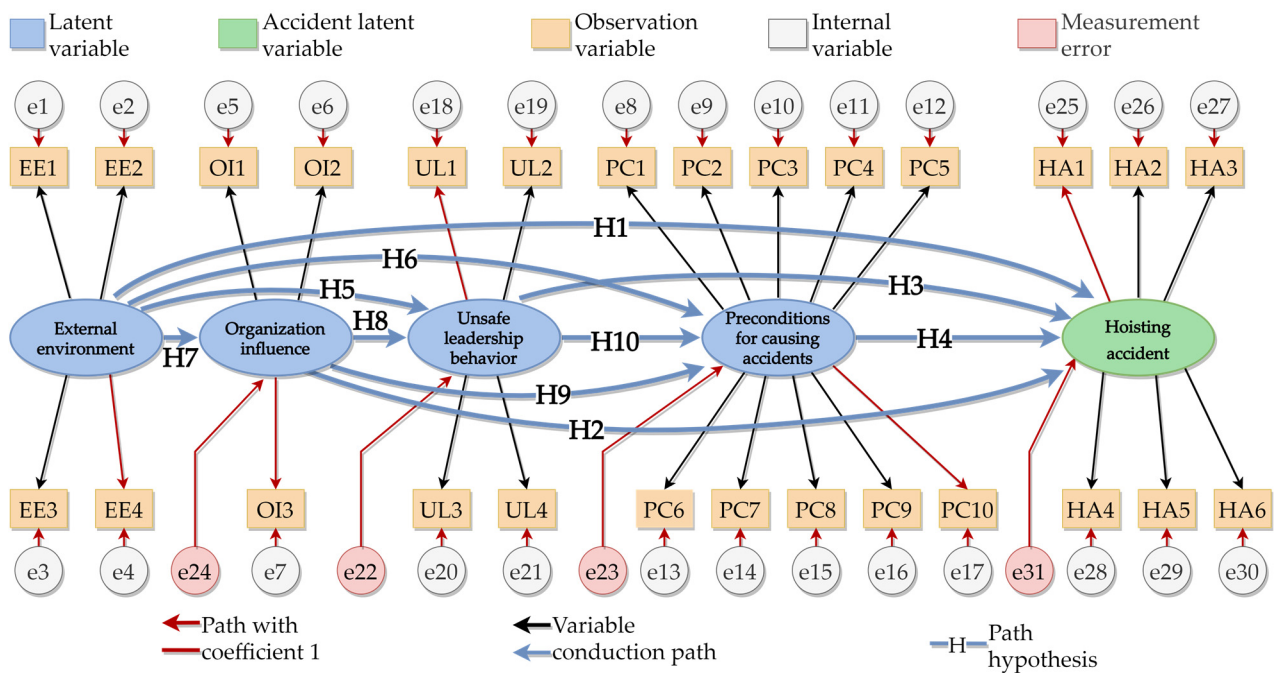 Latent
variable
Accident latent
variable
Observation
variable
Internal
variable
Measurement
error
e1 e2 e5 e6 e18 e19 e8 e9 e10 e11 e12 e25 e26 e27
EE1 EE2 OI1 OI2 UL1 UL2 PC1 PC2 PC3 PC4 PC5 HA1 HA2 HA3
H1
H6
H5
H3
External
environment
H7
Organization
influence
H8
Unsafe
leadership
behavior
H10
Preconditions
for causing
accidents
H4
Hoisting
accident
H9
H2
EE3 EE4 OI3 UL3 UL4 PC6 PC7 PC8 PC9 PC10 HA4 HA5 HA6
e3 e4 e24 e7 e22 e20 e21 e23 e13 e14 e15 e16 e17 e31 e28 e29 e30
Path with
coefficient 1
Variable
conduction path
H
Path
hypothesis